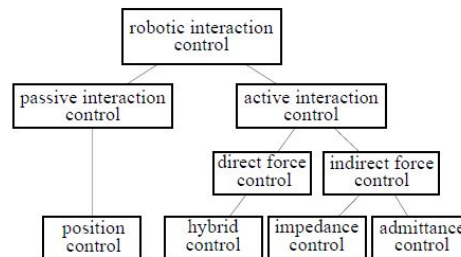 robotic interaction
control
passive interaction
control
active interaction
control
direct force
control
indirect force
control
position
control
hybrid
control
impedance
control
admittance
control